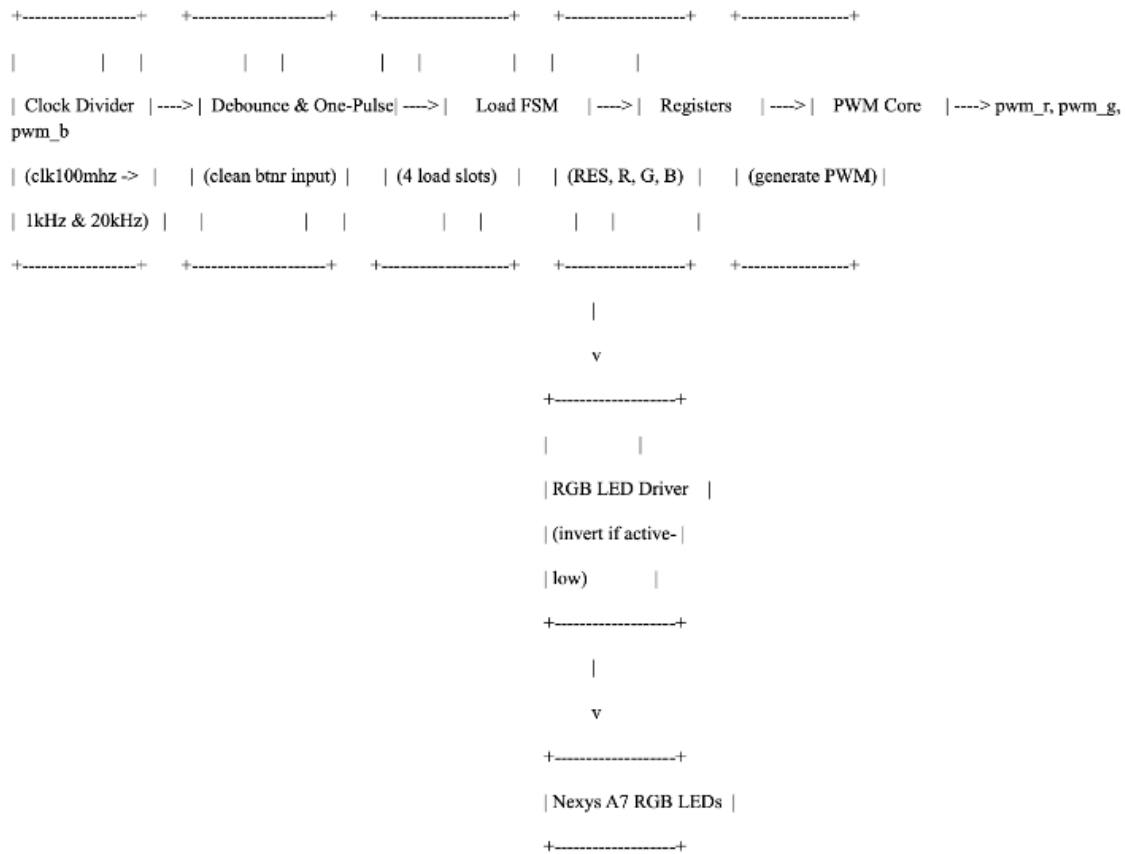 +------------------+ +----------------------+ +--------------------+ +-------------------+ +-----------------+
| | | | | | | | | |
| Clock Divider |---->| Debounce & One-Pulse|---->| Load FSM |---->| Registers |---->| PWM Core |----> pwm_r, pwm_g,
pwm_b
| (clk100mhz -> | | (clean btnr input) | | (4 load slots) | | (RES, R, G, B) | | (generate PWM) |
| 1kHz & 20kHz) | | | | | | | | |
+------------------+ +----------------------+ +--------------------+ +-------------------+ +-----------------+
|
v
+-------------------+
| |
| RGB LED Driver |
| (invert if active- |
| low) |
+-------------------+
|
v
+-------------------+
| Nexys A7 RGB LEDs |
+-------------------+